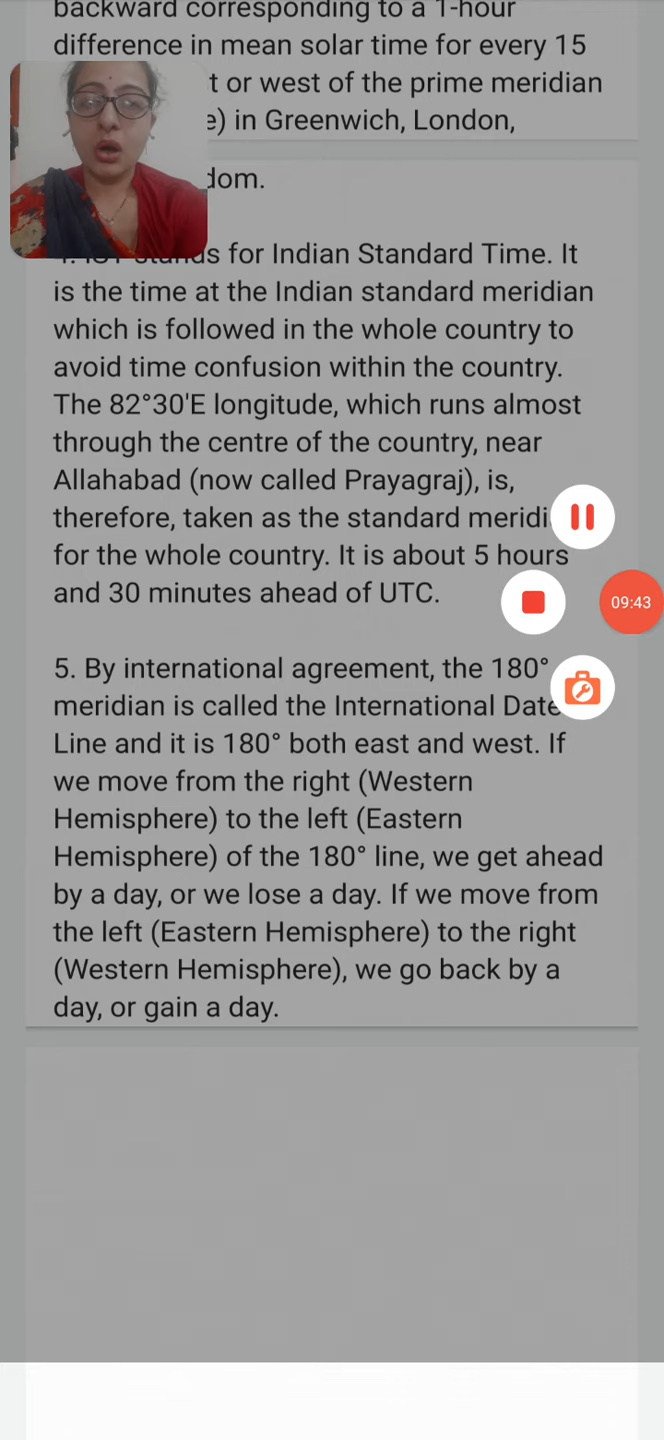 backward corresponding to a 1-hour
difference in mean solar time for every 15
t or west of the prime meridian
e) in Greenwich, London,
dom.
4. IST stands for Indian Standard Time. It
is the time at the Indian standard meridian
which is followed in the whole country to
avoid time confusion within the country.
The 82°30'E longitude, which runs almost
through the centre of the country, near
Allahabad (now called Prayagraj), is,
therefore, taken as the standard meridi
for the whole country. It is about 5 hours
and 30 minutes ahead of UTC.
09:43
5. By international agreement, the 180°
meridian is called the International Date
Line and it is 180° both east and west. If
we move from the right (Western
Hemisphere) to the left (Eastern
Hemisphere) of the 180° line, we get ahead
by a day, or we lose a day. If we move from
the left (Eastern Hemisphere) to the right
(Western Hemisphere), we go back by a
day, or gain a day.